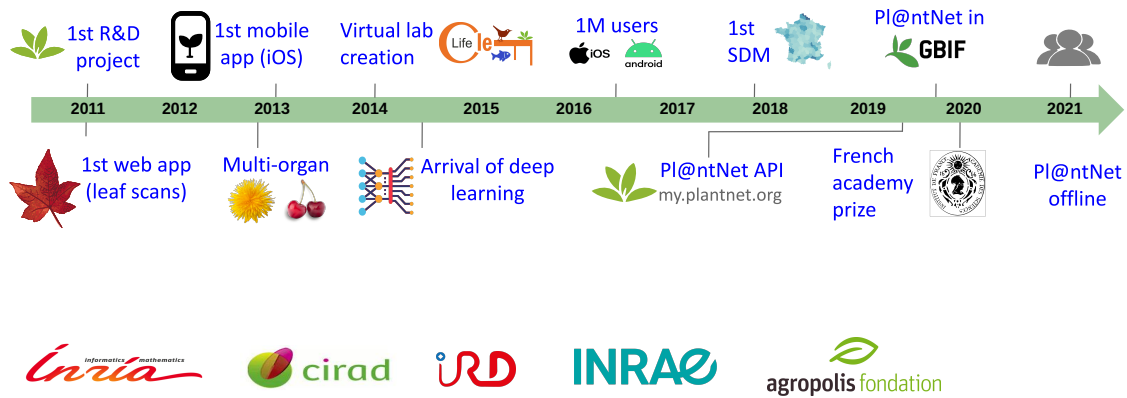 1st R&D
project
1st mobile
app (iOS)
Virtual lab
creation
Life
Cle
1M users
iOS
android
1st
SDM
Pl@ntNet in
GBIF
2011
2012
2013
2014
2015
2016
2017
2018
2019
2020
2021
1st web app
(leaf scans)
Multi-organ
Arrival of deep
learning
Pl@ntNet API
my.plantnet.org
French
academy
prize
Pl@ntNet
offline
informatics mathematics
inria
cirad
iRD
INRAE
agropolis fondation